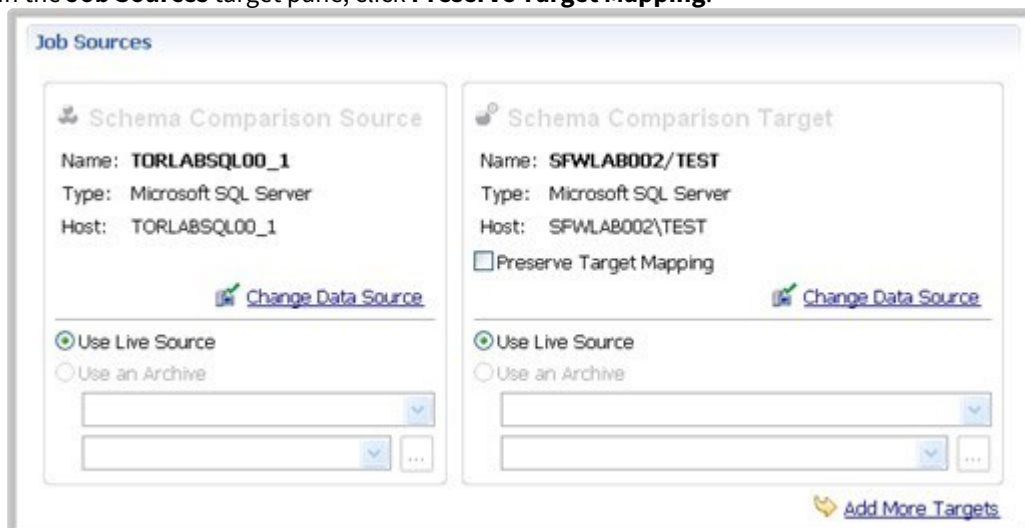 the Job Sources target pane, click Preserve Target Mapping.
Job Sources
Schema Comparison Source
Name: TORLABSQL00_1
Type: Microsoft SQL Server
Host: TORLABSQL00_1
Change Data Source
Use Live Source
Use an Archive
...
Schema Comparison Target
Name: SFWLAB002/TEST
Type: Microsoft SQL Server
Host: SFWLAB002\TEST
Preserve Target Mapping
Change Data Source
Use Live Source
Use an Archive
...
Add More Targets